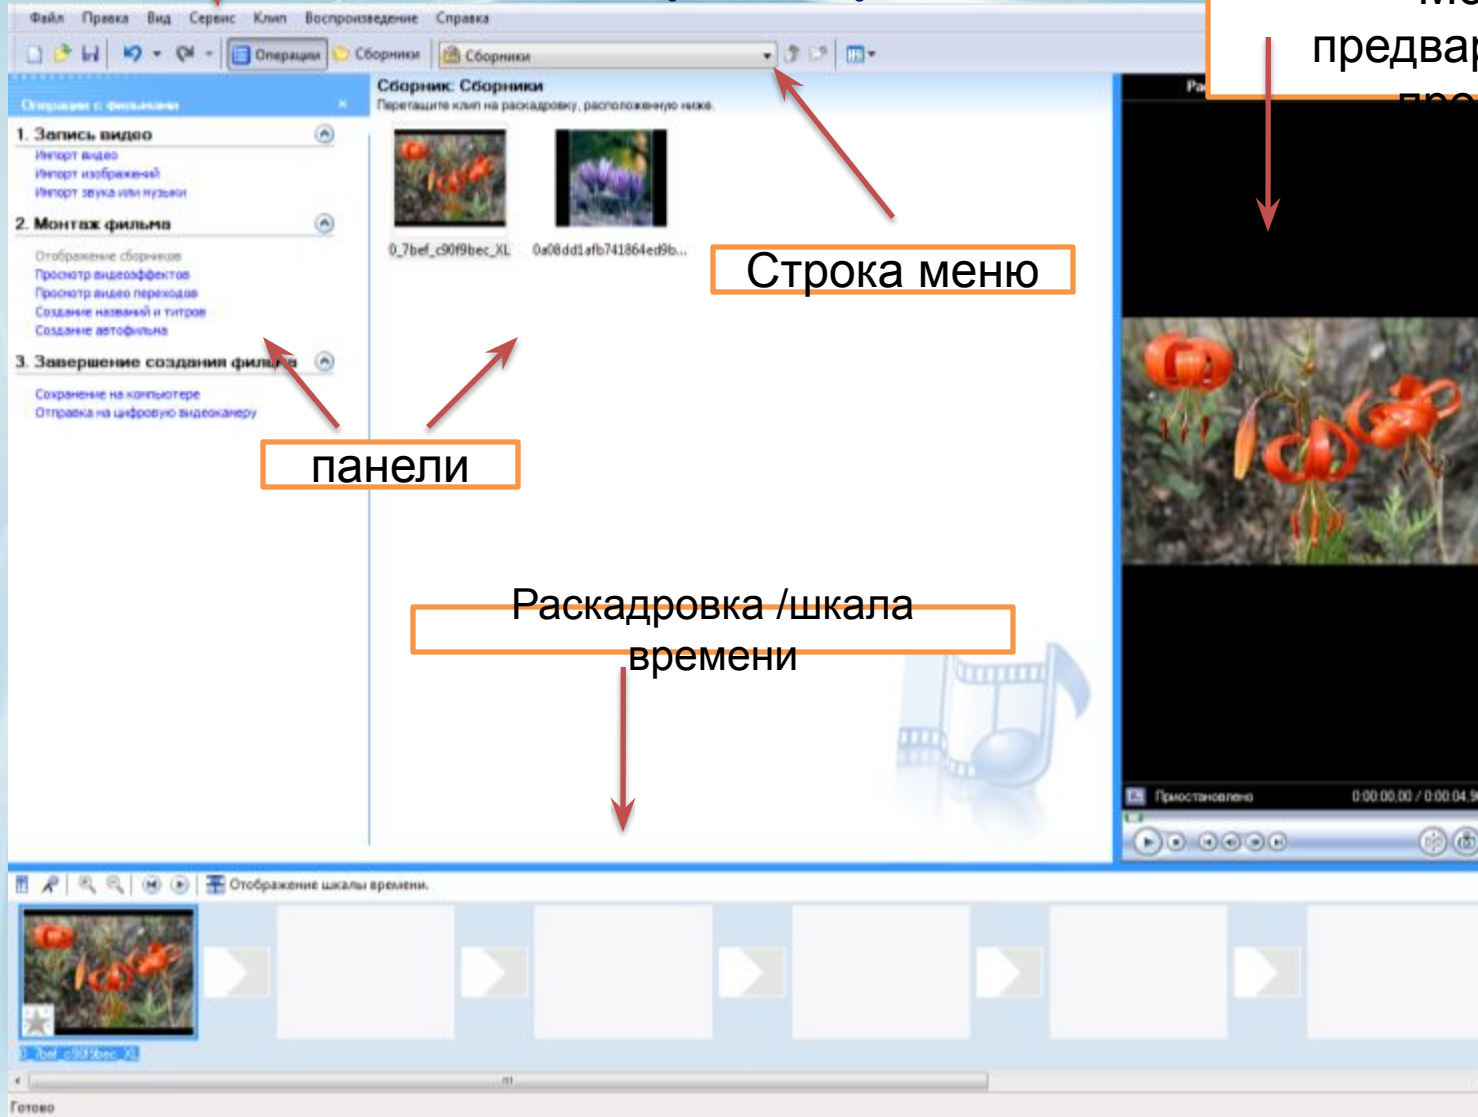 Файл Правка Вид Сервис Клип Воспроизведение Справка
Операции Сборники Сборники
Операции с фильмами
1. Запись видео
Импорт видео
Импорт изображений
Импорт звука или музыки
2. Монтаж фильма
Отображение сборников
Просмотр видеоэффектов
Просмотр видео переходов
Создание названий и титров
Создание автофильма
3. Завершение создания фильма
Сохранение на компьютере
Отправка на цифровую видеокамеру
Сборник: Сборники
Перетащите клип на раскадровку, расположенную ниже.
0_7bef_c90f9bec_XL 0a08dd1afb741864ed9b...
Строка меню
панели
Раскадровка /шкала
времени
предвар
Приостановлено 0:00:00,00 / 0:00:04,9
Отображение шкалы времени.
0_7bef_c90f9bec_XL
Готово